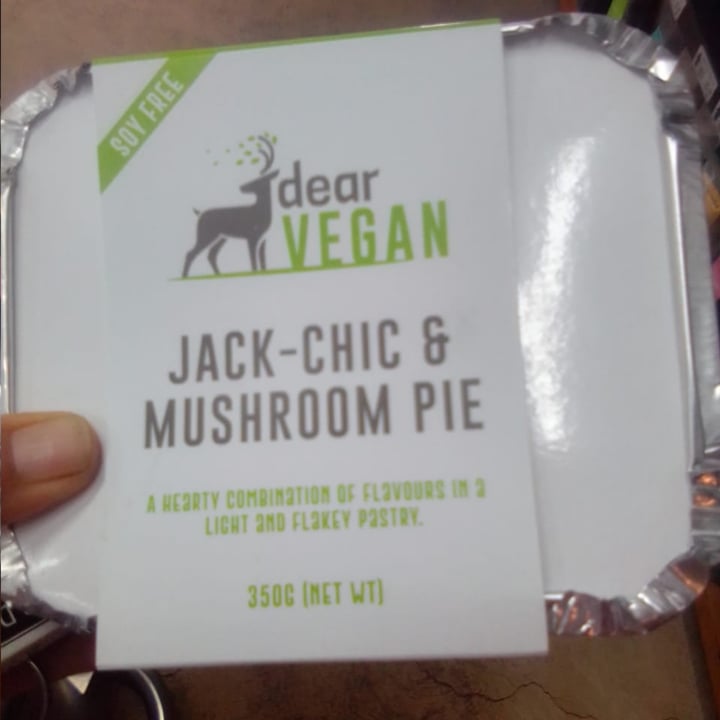 SOY FREE
dear
VEGAN
JACK-CHIC &
MUSHROOM PIE
A HEARTY COMBINATION OF FLAVOURS IN A
LIGHT AND FLAKEY PASTRY.
350G (NET WT)